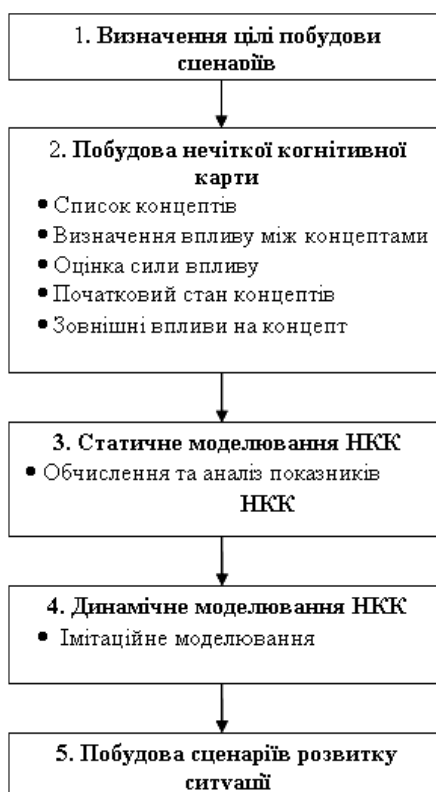 1. Визначення цілі побудови
сценаріїв
2. Побудова нечіткої когнітивної
карти
● Список концептів
● Визначення впливу між концептами
● Оцінка сили впливу
● Початковий стан концептів
● Зовнішні впливи на концепт
3. Статичне моделювання НКК
● Обчислення та аналіз показників
НКК
4. Динамічне моделювання НКК
● Імітаційне моделювання
5. Побудова сценаріїв розвитку
ситуації